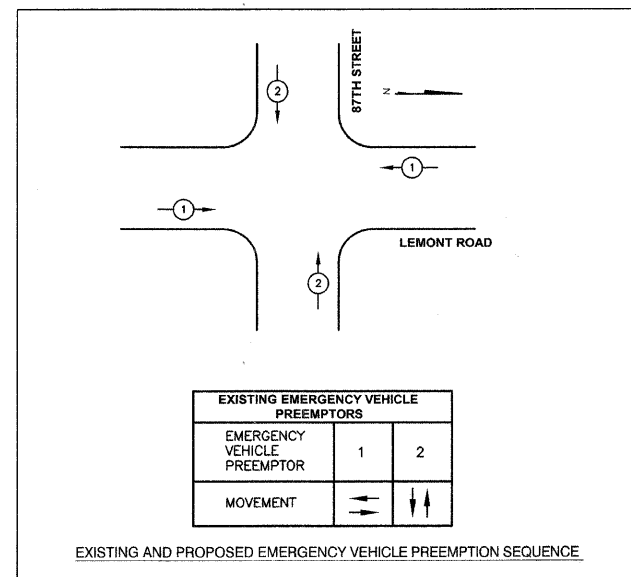 87TH STREET
N
2
1
1
LEMONT ROAD
2
EXISTING EMERGENCY VEHICLE
PREEMPTORS
EMERGENCY
VEHICLE
PREEMPTOR
1
2
MOVEMENT
EXISTING AND PROPOSED EMERGENCY VEHICLE PREEMPTION SEQUENCE